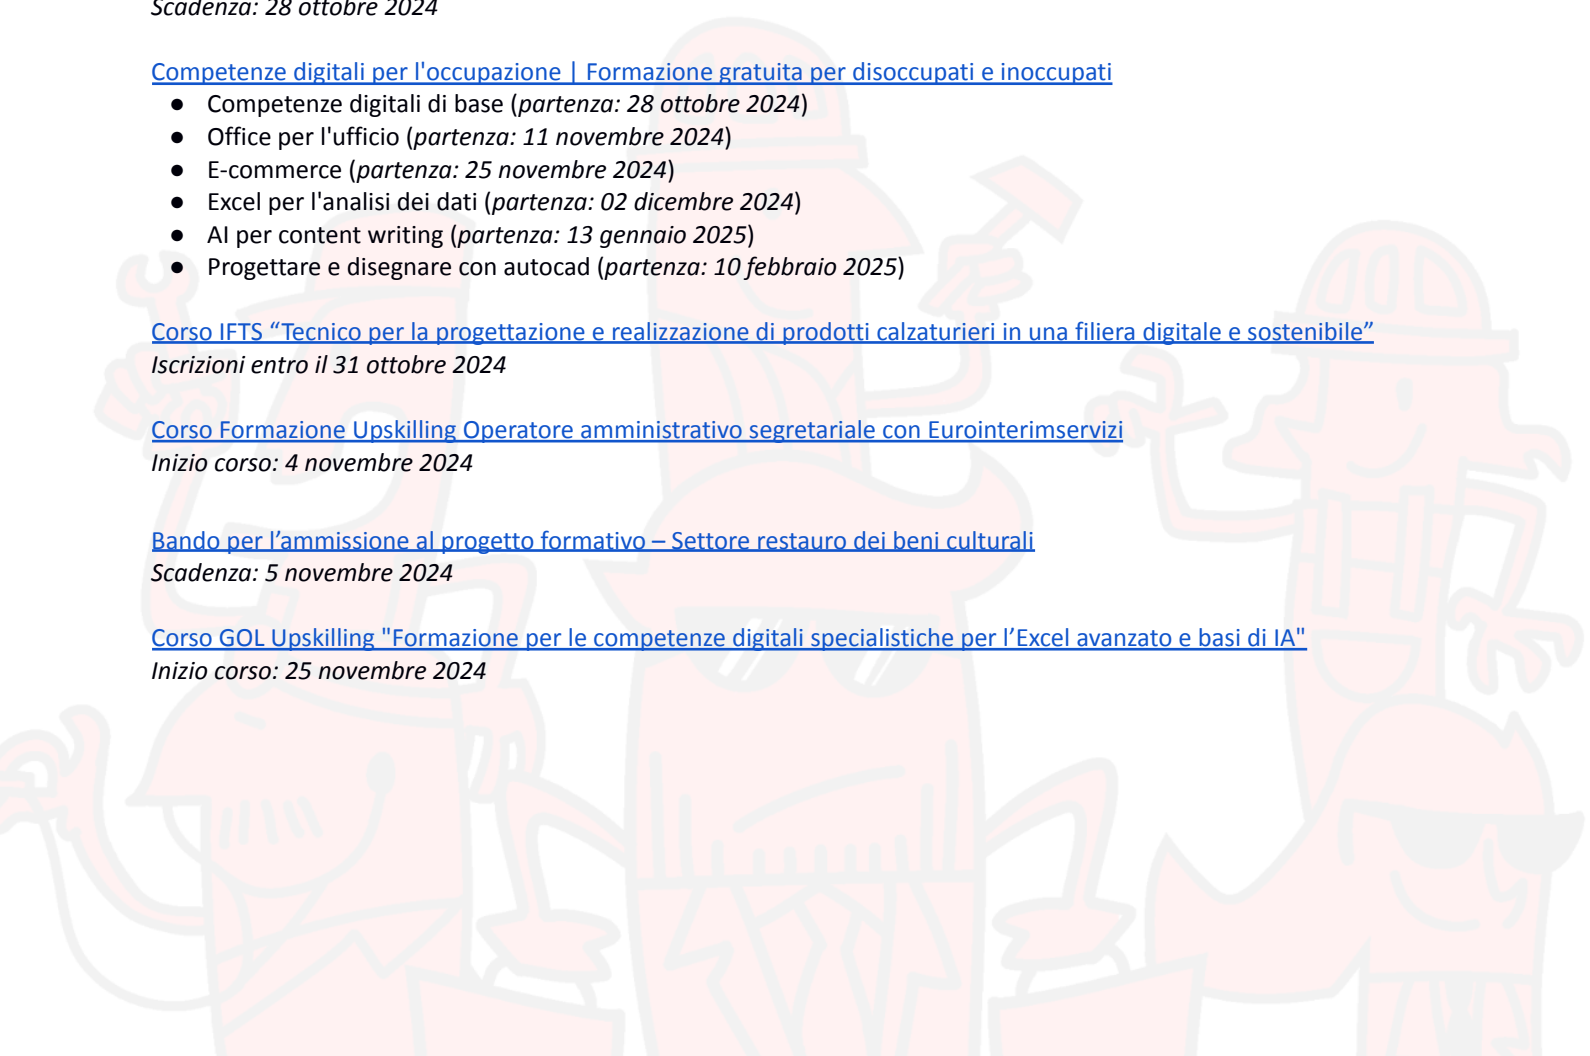 Scadenza: 28 ottobre 2024
Competenze digitali per l'occupazione | Formazione gratuita per disoccupati e inoccupati
● Competenze digitali di base (partenza: 28 ottobre 2024)
● Office per l'ufficio (partenza: 11 novembre 2024)
● E-commerce (partenza: 25 novembre 2024)
● Excel per l'analisi dei dati (partenza: 02 dicembre 2024)
● AI per content writing (partenza: 13 gennaio 2025)
● Progettare e disegnare con autocad (partenza: 10 febbraio 2025)
Corso IFTS “Tecnico per la progettazione e realizzazione di prodotti calzaturieri in una filiera digitale e sostenibile”
Iscrizioni entro il 31 ottobre 2024
Corso Formazione Upskilling Operatore amministrativo segretariale con Eurointerimservizi
Inizio corso: 4 novembre 2024
Bando per l’ammissione al progetto formativo – Settore restauro dei beni culturali
Scadenza: 5 novembre 2024
Corso GOL Upskilling "Formazione per le competenze digitali specialistiche per l’Excel avanzato e basi di IA"
Inizio corso: 25 novembre 2024